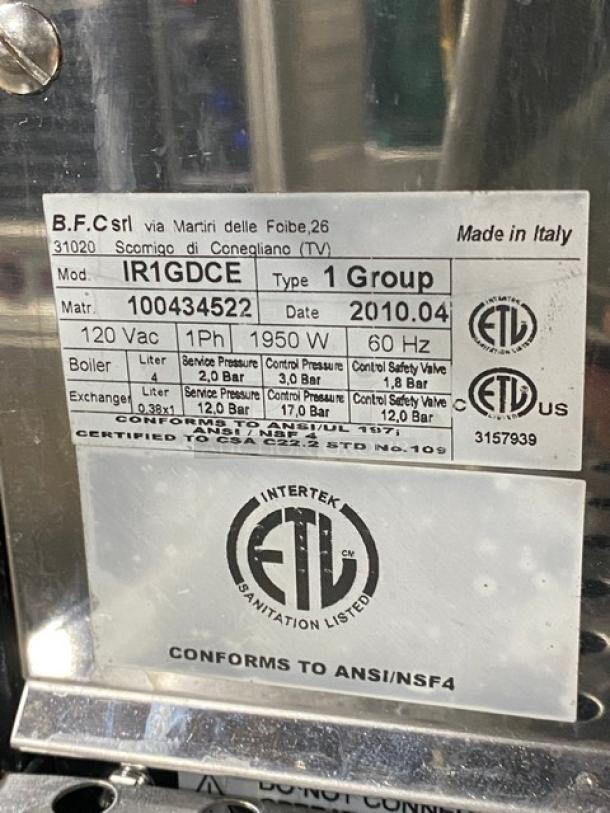 B.F.C srl via Martiri delle Foibe,26
31020 Scomigo di Conegliano (TV)
Made in Italy
Mod. IR1GDCE Type 1 Group
Matr. 100434522 Date 2010.04
120 Vac 1Ph 1950 W 60 Hz
Boiler Liter 4 Service Pressure 2,0 Bar Control Pressure 3,0 Bar Control Safety Valve 1,8 Bar
Exchanger Liter 0,38x1 Service Pressure 12,0 Bar Control Pressure 17,0 Bar Control Safety Valve 12,0 Bar
CONFORMS TO ANSI/UL 197;
ANSI / NSF 4
CERTIFIED TO CSA C22.2 STD No.109
INTERTEK
ETL
SANITATION LISTED
C ETL US
LISTED
3157939
INTERTEK
ETL CM
SANITATION LISTED
CONFORMS TO ANSI/NSF4
DO NOT